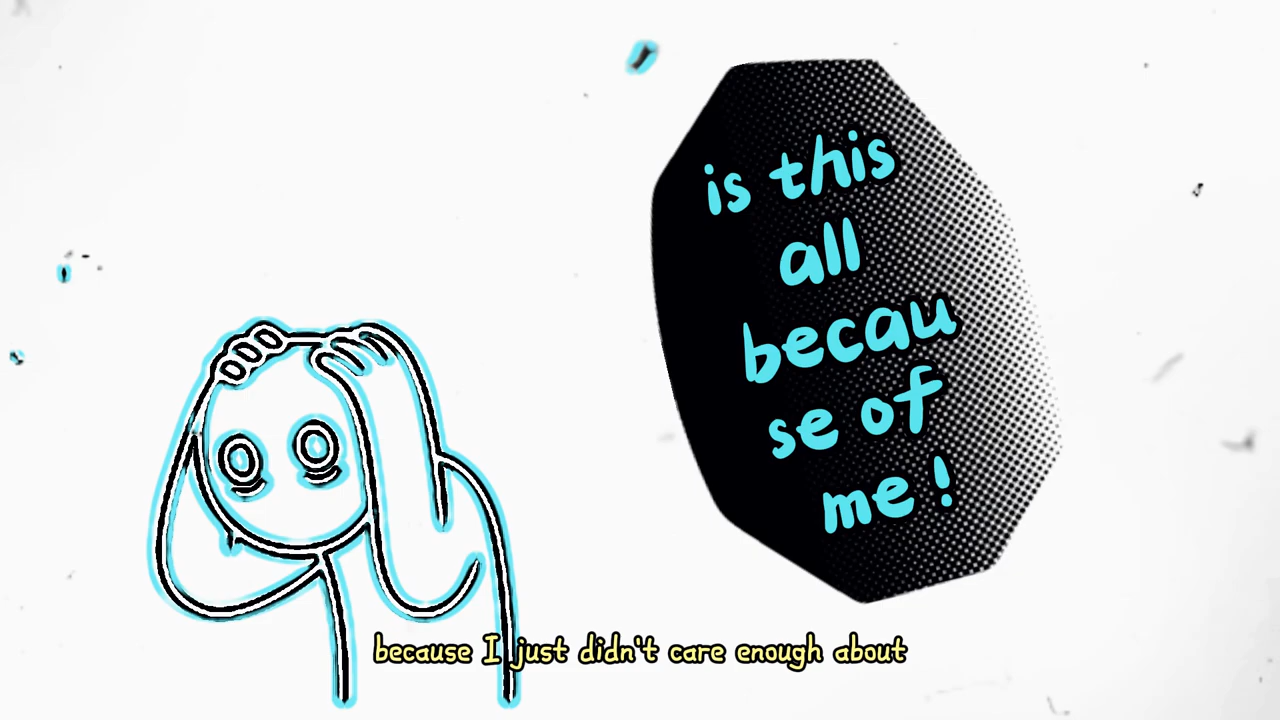 is this
all
becau
se of
me !
because I just didn't care enough about